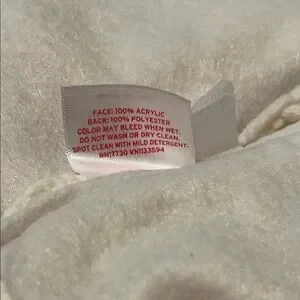 FACE: 100% ACRYLIC
BACK: 100% POLYESTER
COLOR MAY BLEED WHEN WET.
DO NOT WASH OR DRY CLEAN.
SPOT CLEAN WITH MILD DETERGENT.
RN17730 VN1133594